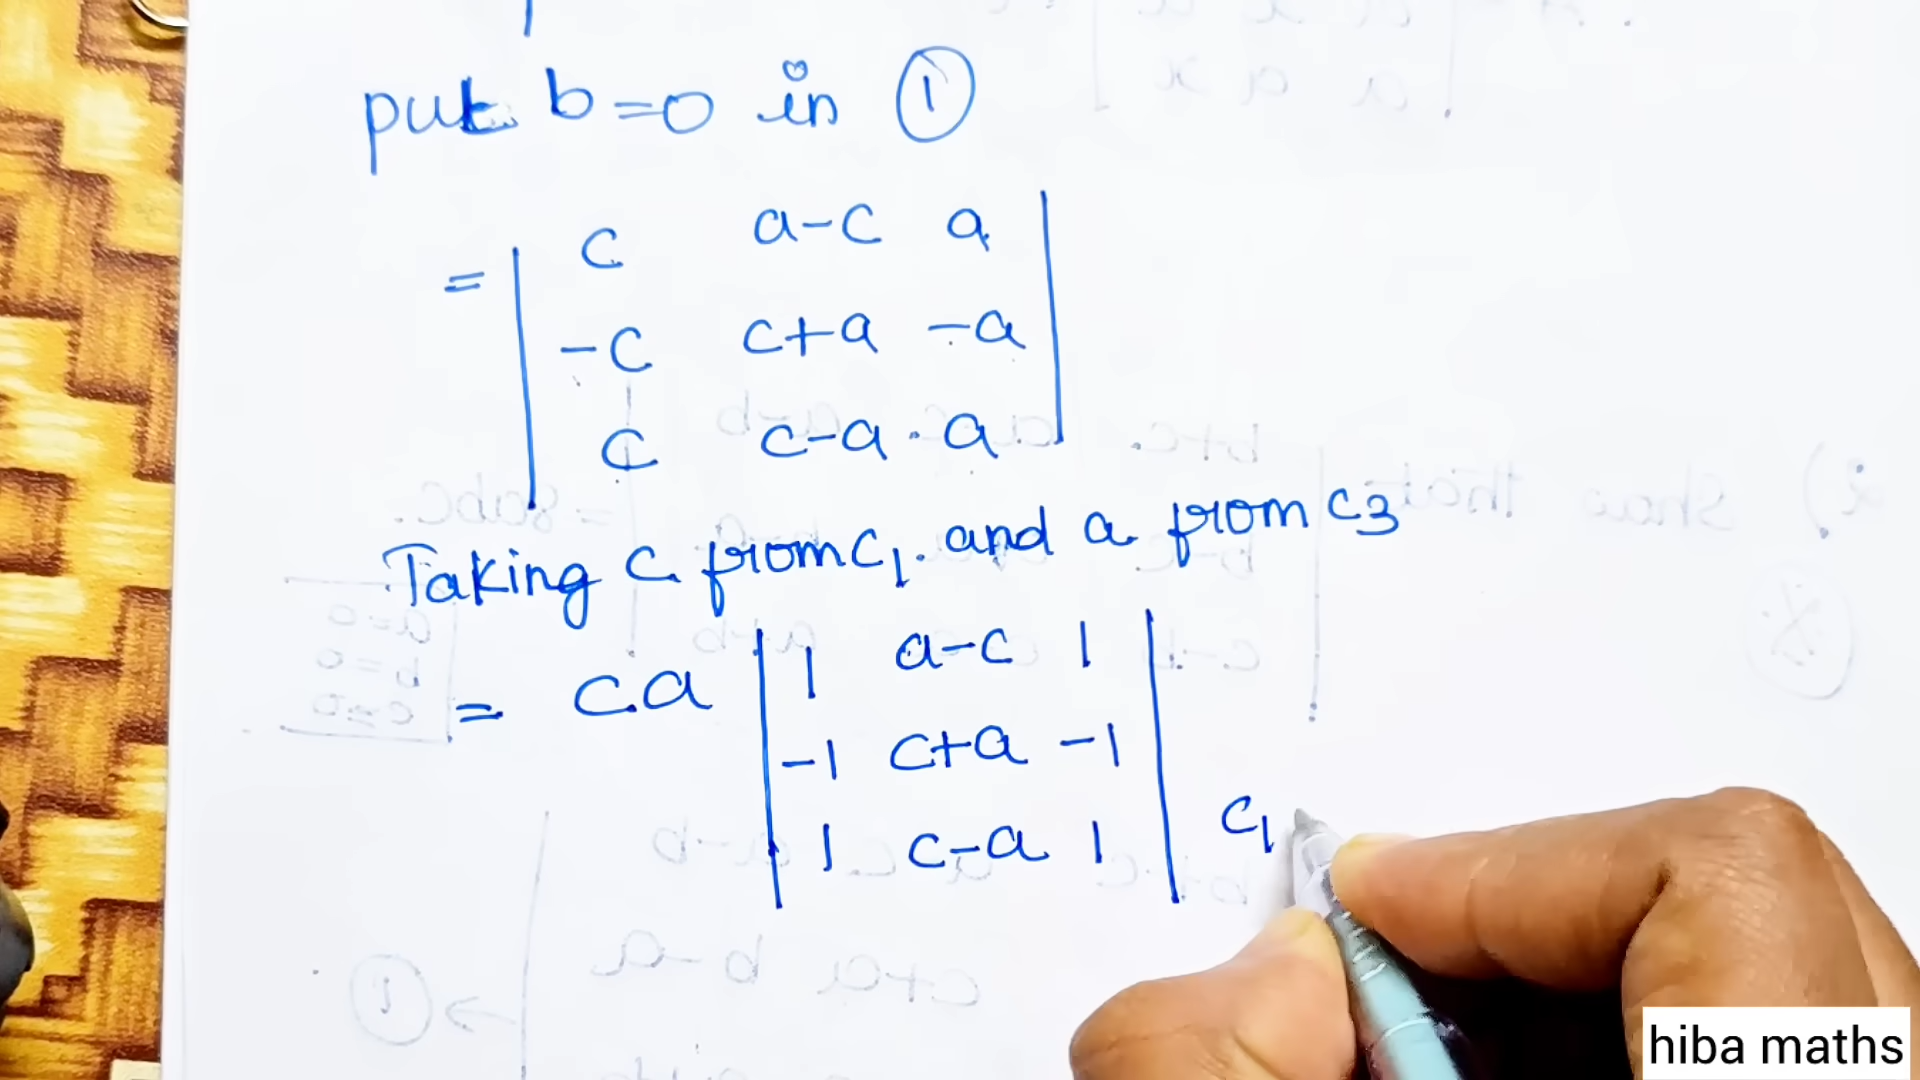 put b=0 in ①
= | c a-c a |
| -c c+a -a |
| c c-a a |
Taking c from c₁ and a from c3
= ca | 1 a-c 1 |
| -1 c+a -1 |
| 1 c-a 1 | c₁
hiba maths